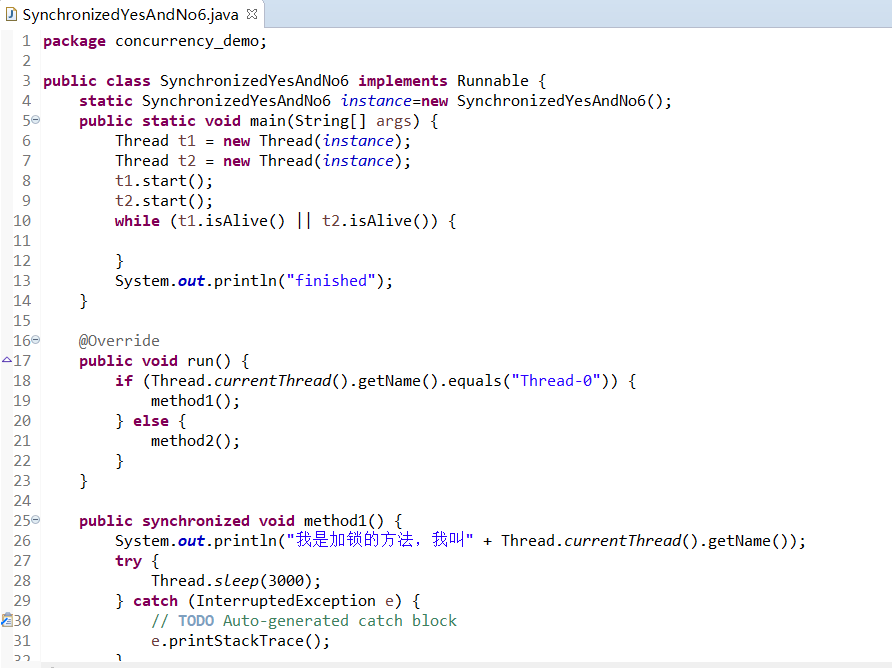 SynchronizedYesAndNo6.java
1 package concurrency_demo;
2
3 public class SynchronizedYesAndNo6 implements Runnable {
4 static SynchronizedYesAndNo6 instance=new SynchronizedYesAndNo6();
5 public static void main(String[] args) {
6 Thread t1 = new Thread(instance);
7 Thread t2 = new Thread(instance);
8 t1.start();
9 t2.start();
10 while (t1.isAlive() || t2.isAlive()) {
11
12 }
13 System.out.println("finished");
14 }
15
16 @Override
17 public void run() {
18 if (Thread.currentThread().getName().equals("Thread-0")) {
19 method1();
20 } else {
21 method2();
22 }
23 }
24
25 public synchronized void method1() {
26 System.out.println("我是加锁的方法，我叫" + Thread.currentThread().getName());
27 try {
28 Thread.sleep(3000);
29 } catch (InterruptedException e) {
30 // TODO Auto-generated catch block
31 e.printStackTrace();
32 }